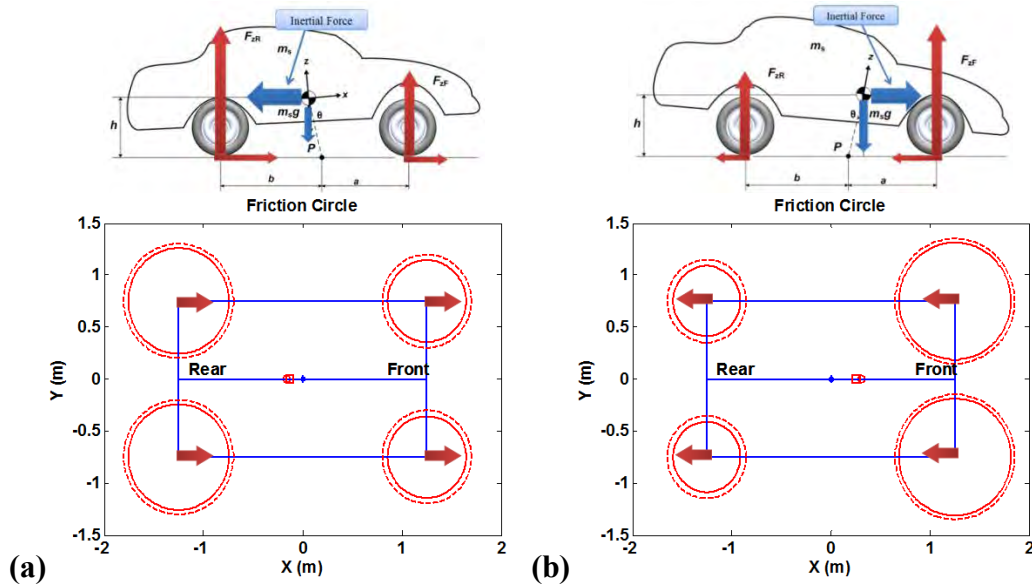 Inertial Force
F_zR
m_s
z
x
F_zF
h
m_sg
θ
P
b
a
Friction Circle
1.5
1
0.5
0
-0.5
-1
-1.5
Y (m)
Rear
Front
-2
-1
0
1
2
X (m)
(a)
Inertial Force
m_s
F_zF
z
F_zR
x
h
θ
m_sg
P
b
a
Friction Circle
1.5
1
0.5
0
-0.5
-1
-1.5
Y (m)
Rear
Front
-2
-1
0
1
2
X (m)
(b)